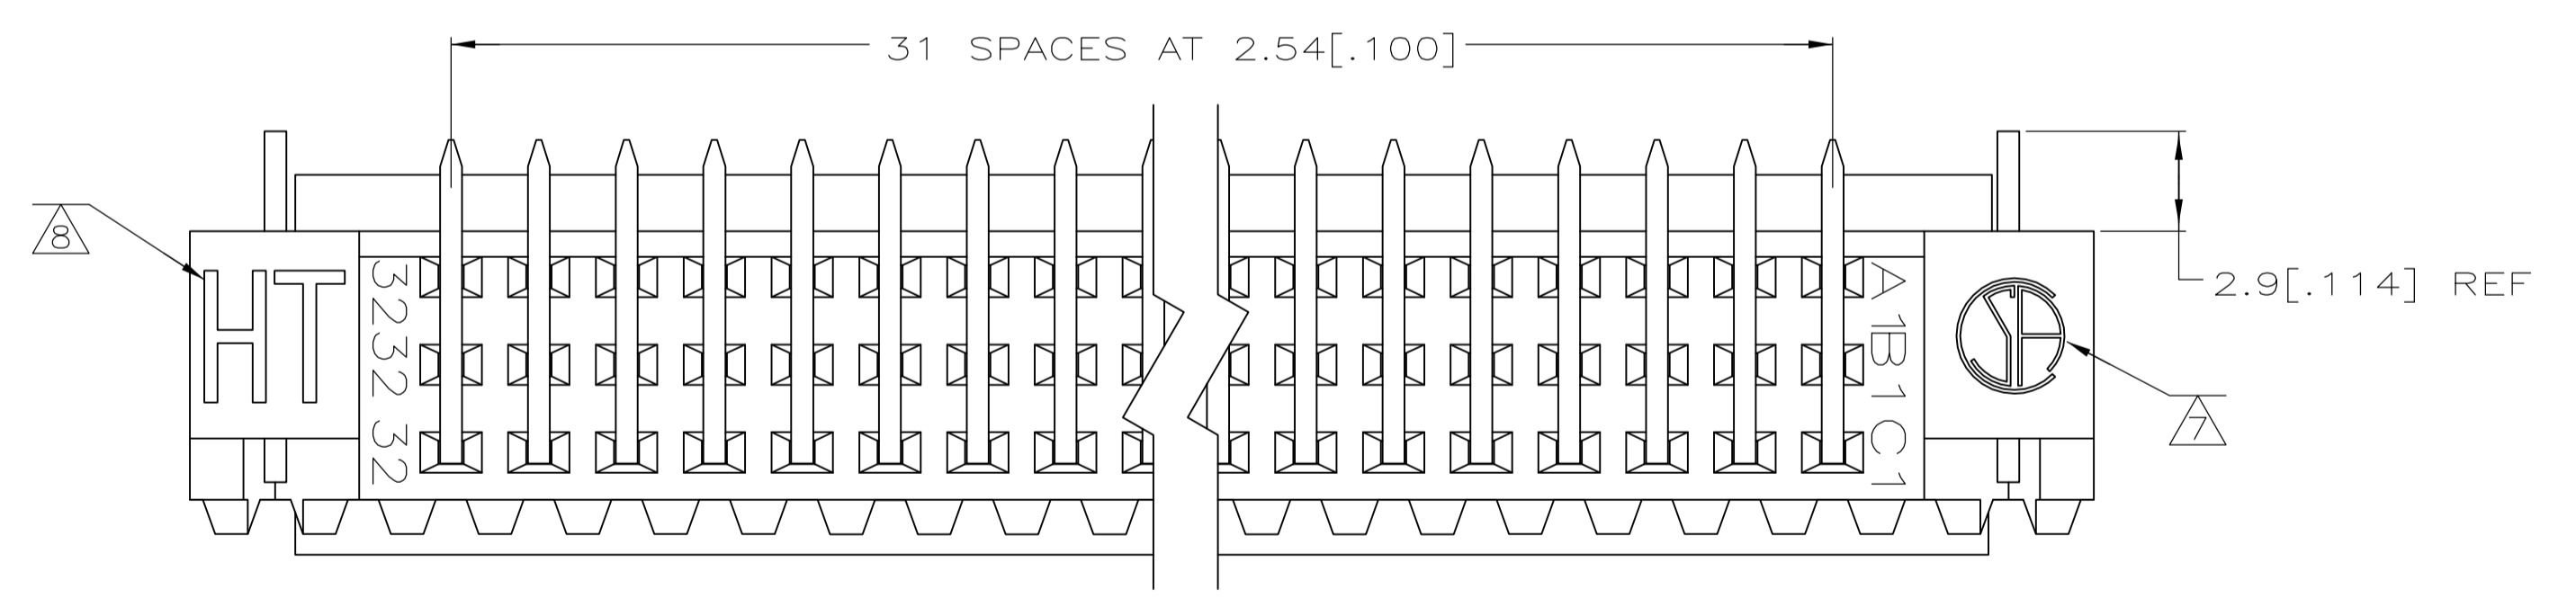 31 SPACES AT 2.54[.100]
8
HT
32
32
32
A1
B1
C1
2.9[.114] REF
7